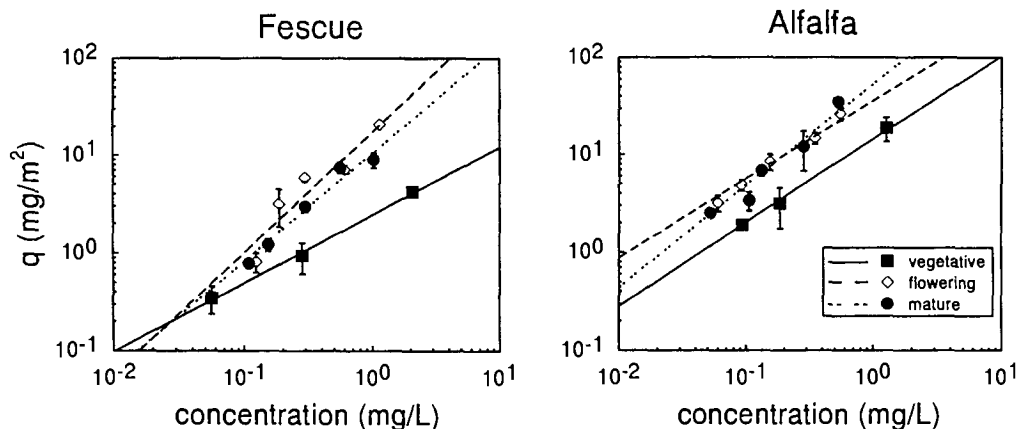 Fescue
Alfalfa
q (mg/m²)
10²
10¹
10⁰
10⁻¹
10⁻² 10⁻¹ 10⁰ 10¹
concentration (mg/L)
10²
10¹
10⁰
10⁻¹
10⁻² 10⁻¹ 10⁰ 10¹
concentration (mg/L)
vegetative
flowering
mature